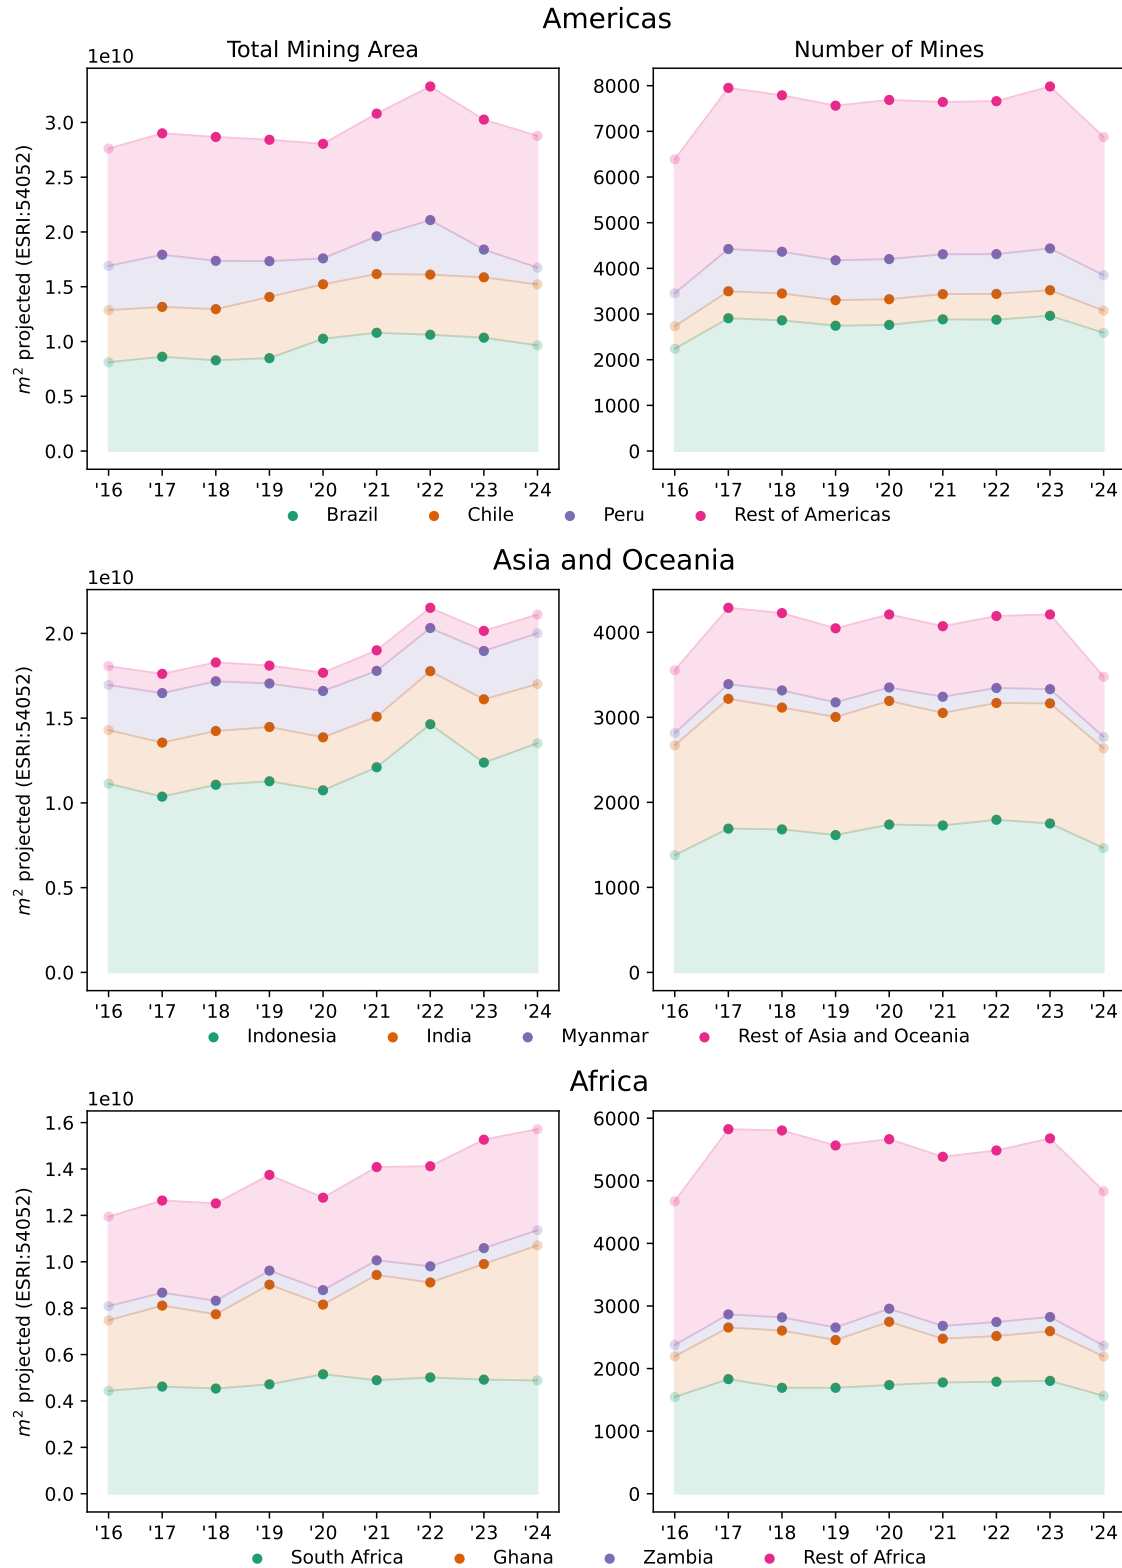 Americas
Total Mining Area
Number of Mines
1e10
m² projected (ESRI:54052)
3.0
2.5
2.0
1.5
1.0
0.5
0.0
'16 '17 '18 '19 '20 '21 '22 '23 '24
8000
7000
6000
5000
4000
3000
2000
1000
0
'16 '17 '18 '19 '20 '21 '22 '23 '24
Brazil Chile Peru Rest of Americas
Asia and Oceania
1e10
m² projected (ESRI:54052)
2.0
1.5
1.0
0.5
0.0
'16 '17 '18 '19 '20 '21 '22 '23 '24
4000
3000
2000
1000
0
'16 '17 '18 '19 '20 '21 '22 '23 '24
Indonesia India Myanmar Rest of Asia and Oceania
Africa
1e10
m² projected (ESRI:54052)
1.6
1.4
1.2
1.0
0.8
0.6
0.4
0.2
0.0
'16 '17 '18 '19 '20 '21 '22 '23 '24
6000
5000
4000
3000
2000
1000
0
'16 '17 '18 '19 '20 '21 '22 '23 '24
South Africa Ghana Zambia Rest of Africa